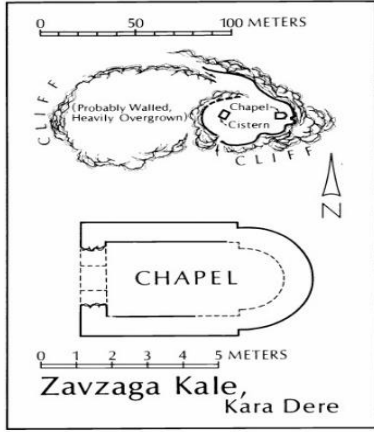 0 50 100 METERS
CLIFF
(Probably Walled,
Heavily Overgrown)
Chapel
Cistern
CLIFF
N
CHAPEL
0 1 2 3 4 5 METERS
Zavzaga Kale,
Kara Dere